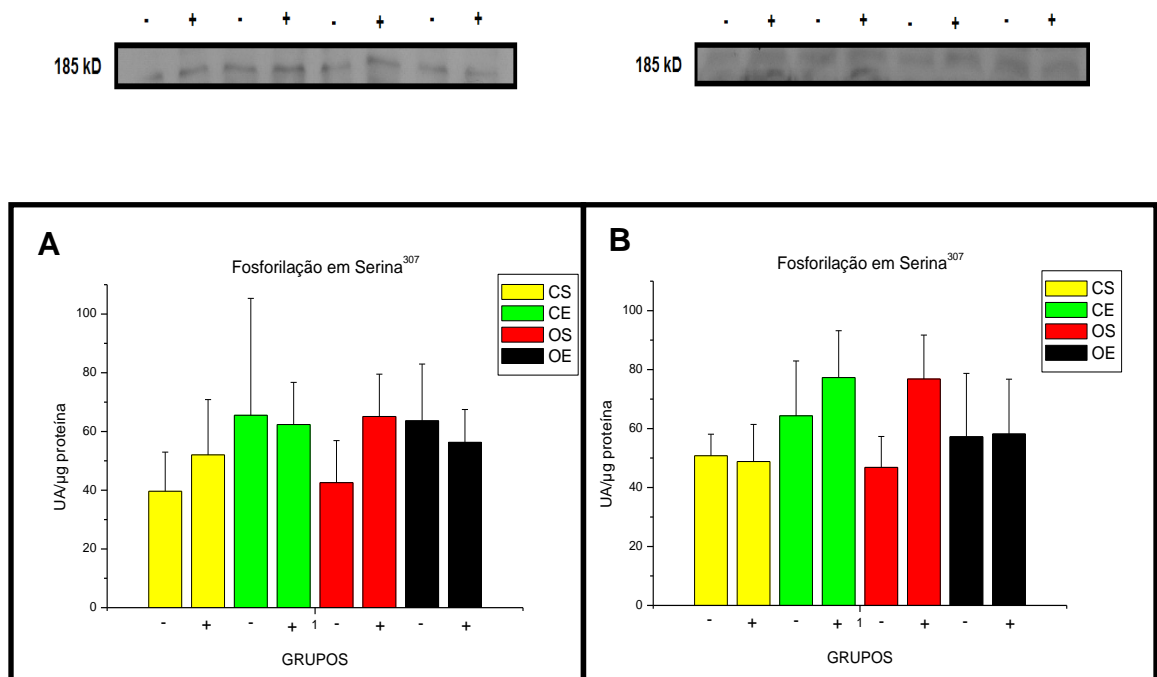 - + - + - + - +
185 kD
- + - + - + - +
185 kD
A
Fosforilação em Serina³⁰⁷
CS
CE
OS
OE
100
80
60
40
20
0
UA/µg proteína
- + - + 1 - + - +
GRUPOS
B
Fosforilação em Serina³⁰⁷
CS
CE
OS
OE
100
80
60
40
20
0
UA/µg proteína
- + - + 1 - + - +
GRUPOS